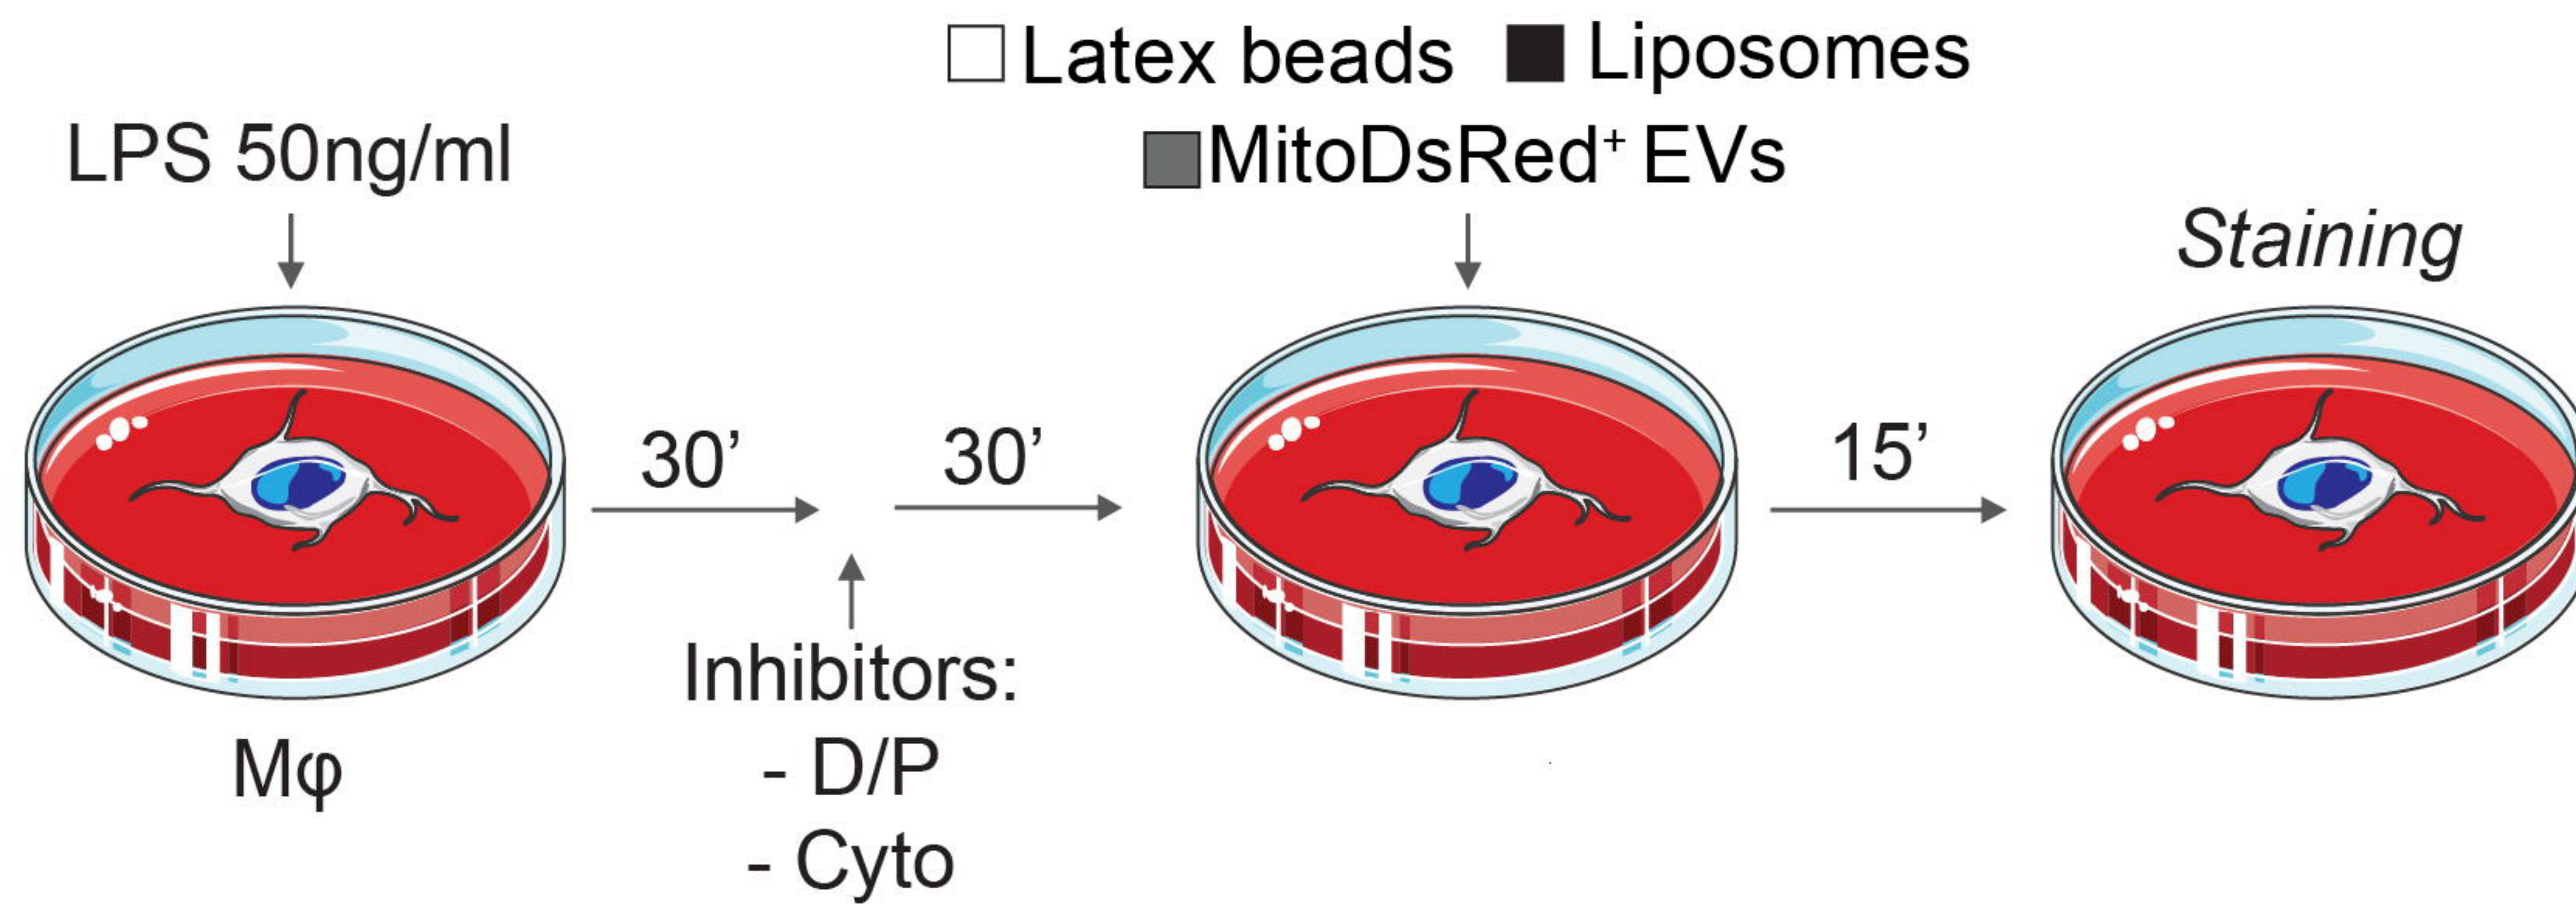 Latex beads Liposomes
MitoDsRed⁺ EVs
LPS 50ng/ml
Staining
30’
30’
15’
Inhibitors:
- D/P
- Cyto
Mφ